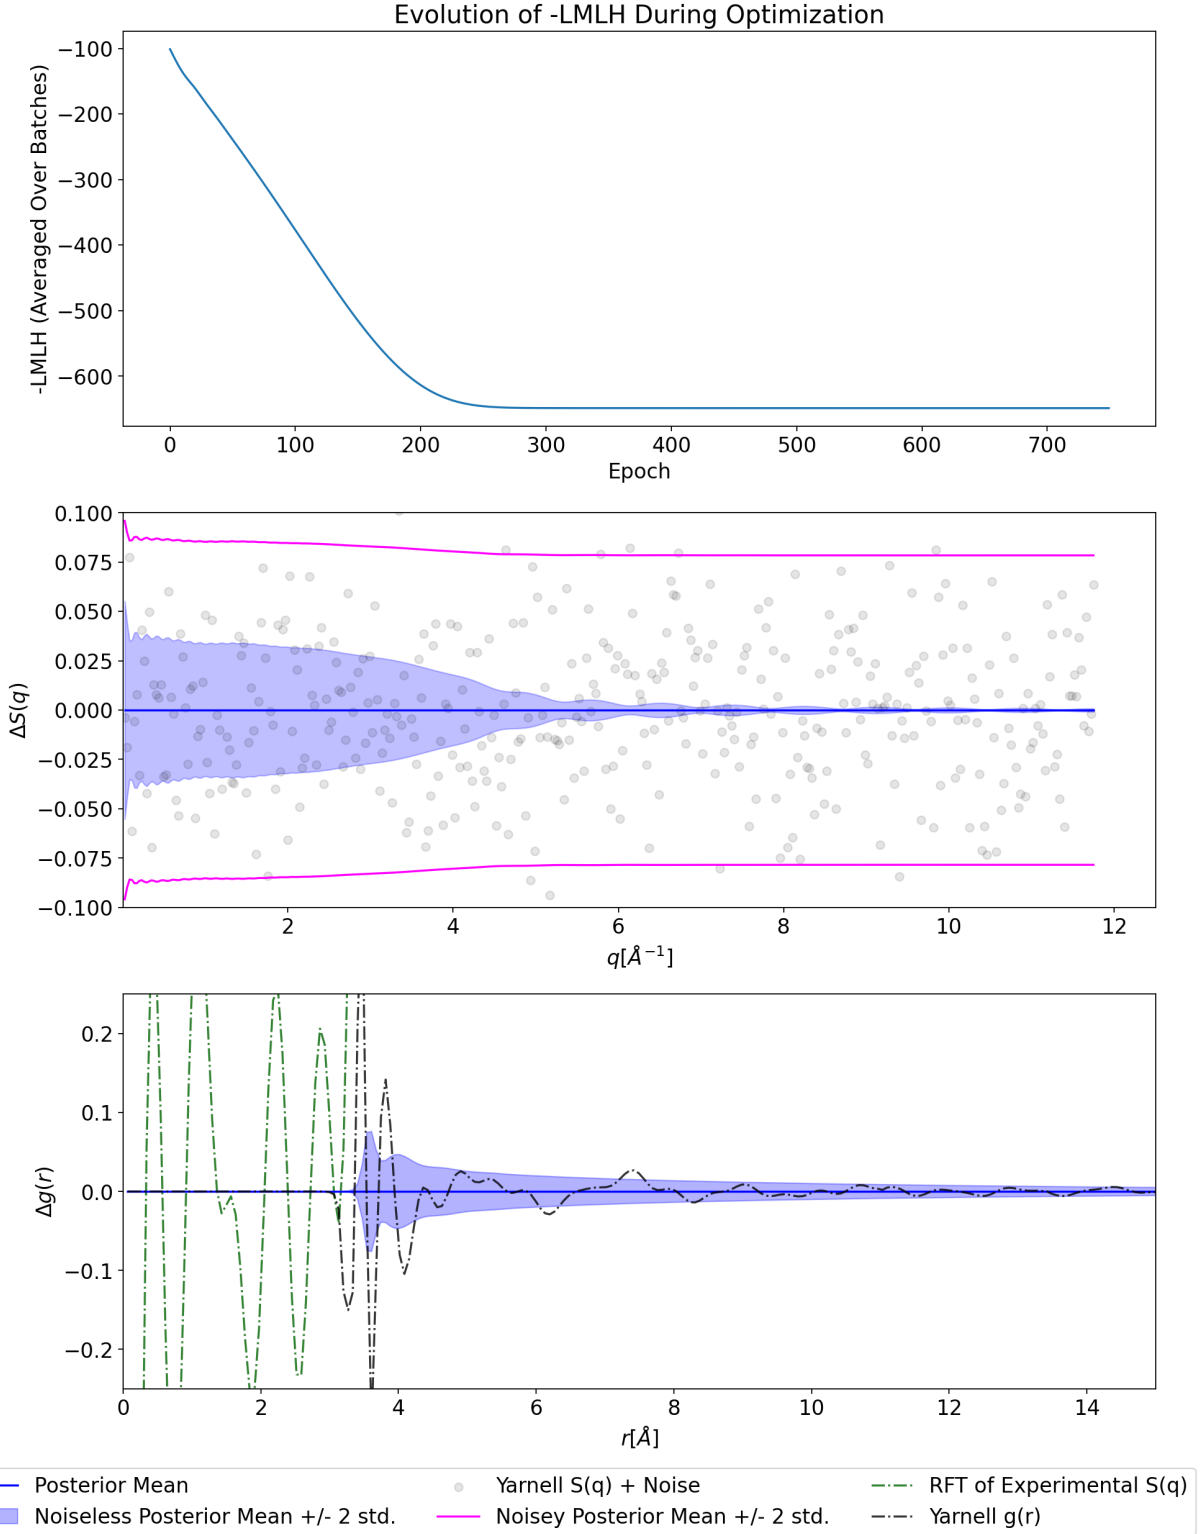 Evolution of -LMLH During Optimization
-LMLH (Averaged Over Batches)
−100
−200
−300
−400
−500
−600
0 100 200 300 400 500 600 700
Epoch
ΔS(q)
0.100
0.075
0.050
0.025
0.000
−0.025
−0.050
−0.075
−0.100
2 4 6 8 10 12
q[Å⁻¹]
Δg(r)
0.2
0.1
0.0
−0.1
−0.2
0 2 4 6 8 10 12 14
r[Å]
Posterior Mean
Noiseless Posterior Mean +/- 2 std.
Yarnell S(q) + Noise
Noisey Posterior Mean +/- 2 std.
RFT of Experimental S(q)
Yarnell g(r)